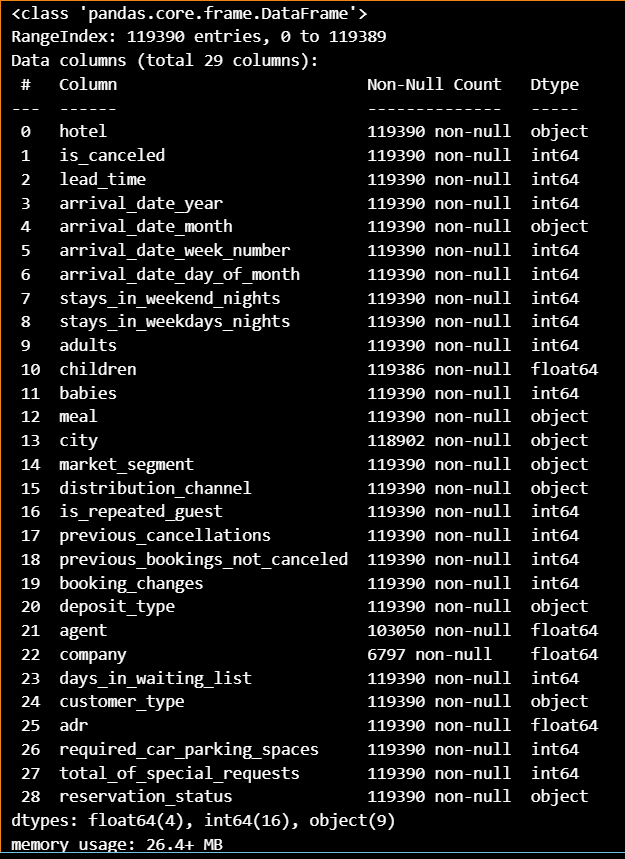 <class 'pandas.core.frame.DataFrame'>
RangeIndex: 119390 entries, 0 to 119389
Data columns (total 29 columns):
 #   Column                          Non-Null Count   Dtype
---  ------                          --------------   -----
 0   hotel                           119390 non-null  object
 1   is_canceled                     119390 non-null  int64
 2   lead_time                       119390 non-null  int64
 3   arrival_date_year               119390 non-null  int64
 4   arrival_date_month              119390 non-null  object
 5   arrival_date_week_number        119390 non-null  int64
 6   arrival_date_day_of_month       119390 non-null  int64
 7   stays_in_weekend_nights         119390 non-null  int64
 8   stays_in_weekdays_nights        119390 non-null  int64
 9   adults                          119390 non-null  int64
 10  children                        119386 non-null  float64
 11  babies                          119390 non-null  int64
 12  meal                            119390 non-null  object
 13  city                            118902 non-null  object
 14  market_segment                  119390 non-null  object
 15  distribution_channel            119390 non-null  object
 16  is_repeated_guest               119390 non-null  int64
 17  previous_cancellations          119390 non-null  int64
 18  previous_bookings_not_canceled  119390 non-null  int64
 19  booking_changes                 119390 non-null  int64
 20  deposit_type                    119390 non-null  object
 21  agent                           103050 non-null  float64
 22  company                         6797 non-null    float64
 23  days_in_waiting_list            119390 non-null  int64
 24  customer_type                   119390 non-null  object
 25  adr                             119390 non-null  float64
 26  required_car_parking_spaces     119390 non-null  int64
 27  total_of_special_requests       119390 non-null  int64
 28  reservation_status              119390 non-null  object
dtypes: float64(4), int64(16), object(9)
memory usage: 26.4+ MB